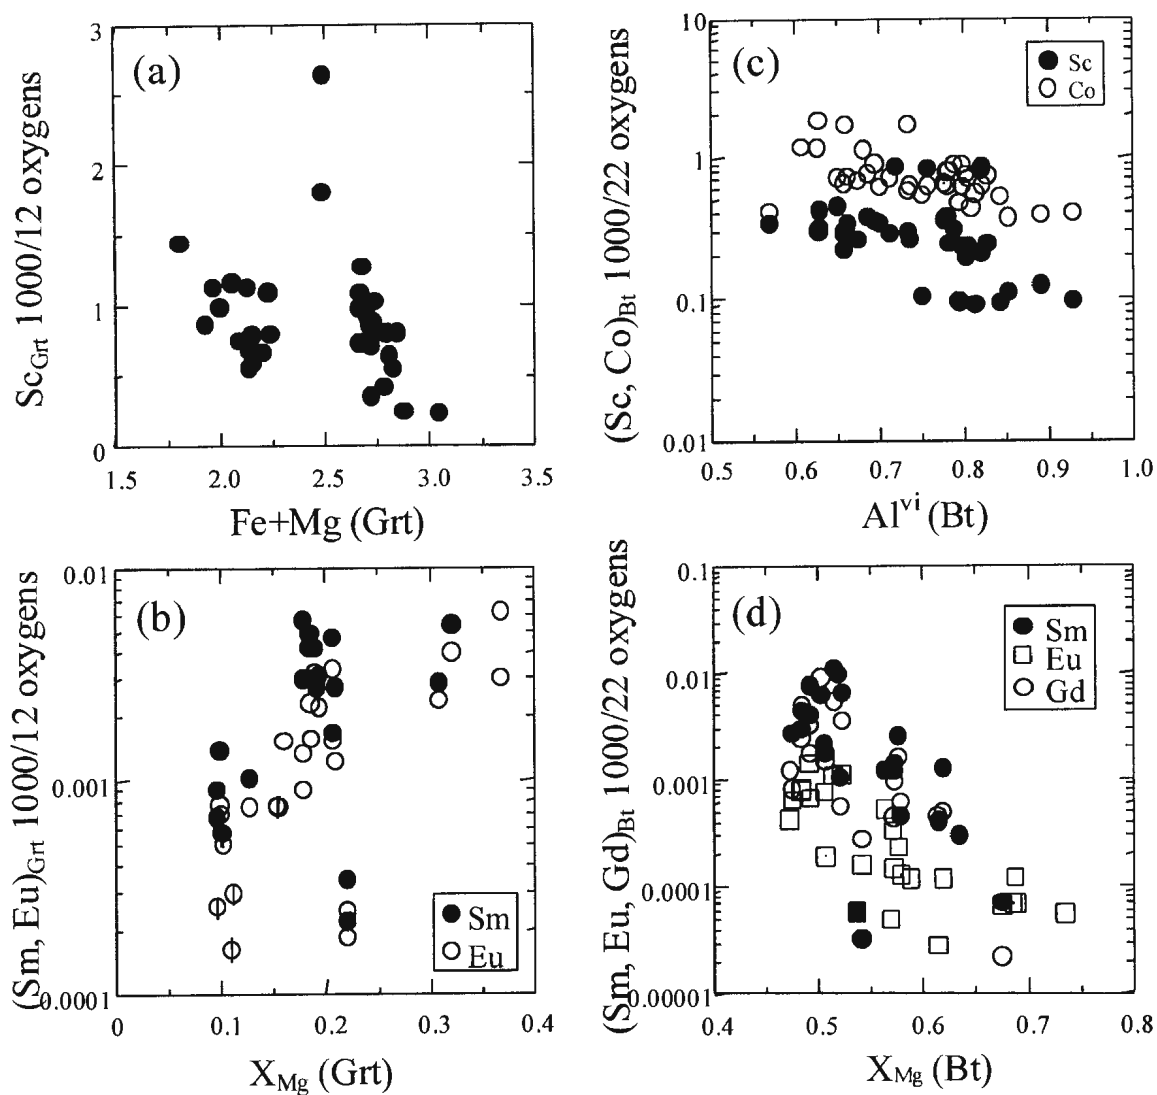 (a)
Sc_Grt 1000/12 oxygens
3
2
1
0
1.5 2.0 2.5 3.0 3.5
Fe+Mg (Grt)
(c)
Sc
Co
(Sc, Co)_Bt 1000/22 oxygens
10
1
0.1
0.01
0.5 0.6 0.7 0.8 0.9 1.0
Al^vi (Bt)
(b)
(Sm, Eu)_Grt 1000/12 oxygens
0.01
0.001
0.0001
Sm
Eu
0 0.1 0.2 0.3 0.4
X_Mg (Grt)
(d)
Sm
Eu
Gd
(Sm, Eu, Gd)_Bt 1000/22 oxygens
0.1
0.01
0.001
0.0001
0.00001
0.4 0.5 0.6 0.7 0.8
X_Mg (Bt)